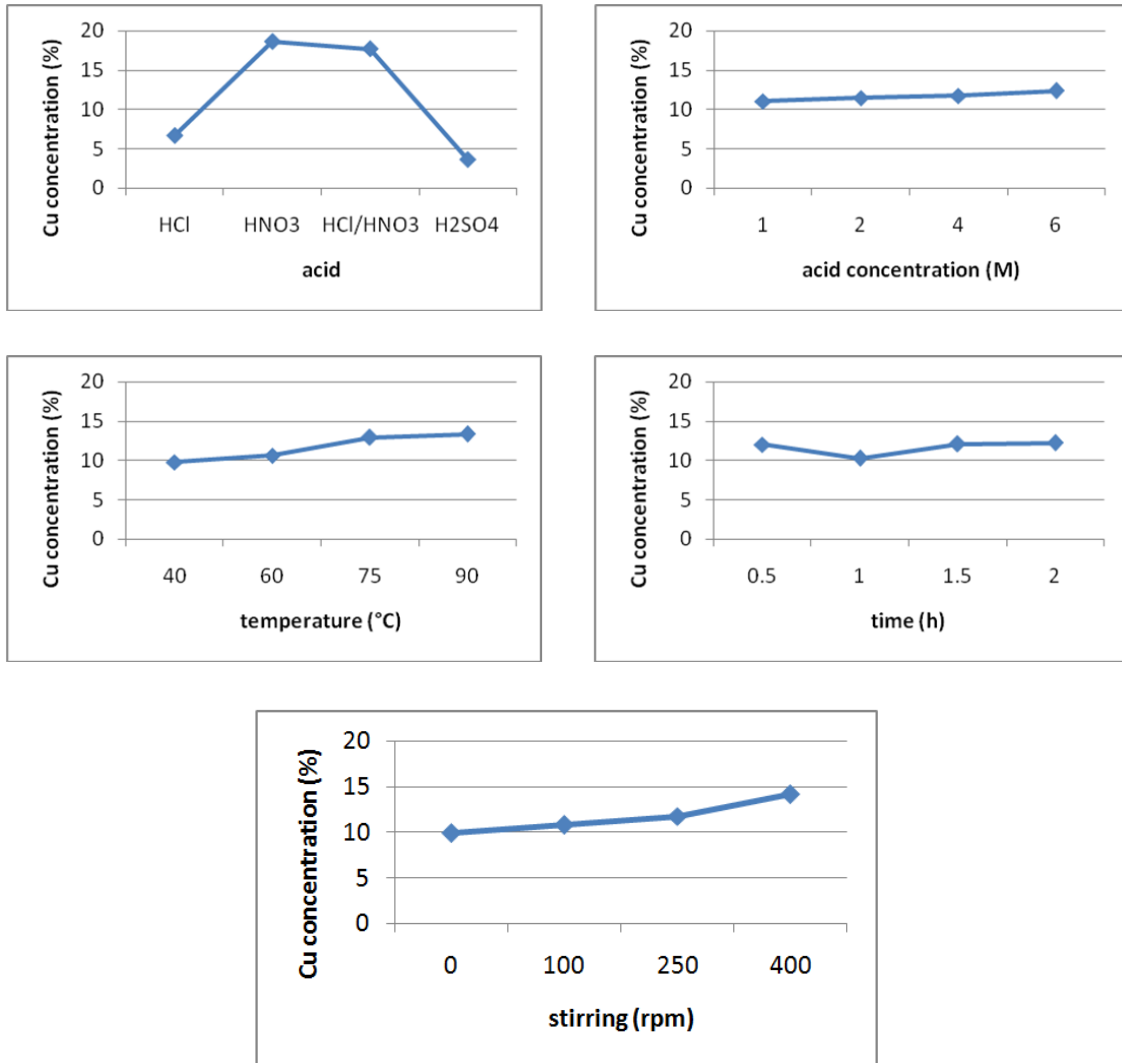 Cu concentration (%)
20
15
10
5
0
HCl HNO3 HCl/HNO3 H2SO4
acid
Cu concentration (%)
20
15
10
5
0
1 2 4 6
acid concentration (M)
Cu concentration (%)
20
15
10
5
0
40 60 75 90
temperature (°C)
Cu concentration (%)
20
15
10
5
0
0.5 1 1.5 2
time (h)
Cu concentration (%)
20
15
10
5
0
0 100 250 400
stirring (rpm)